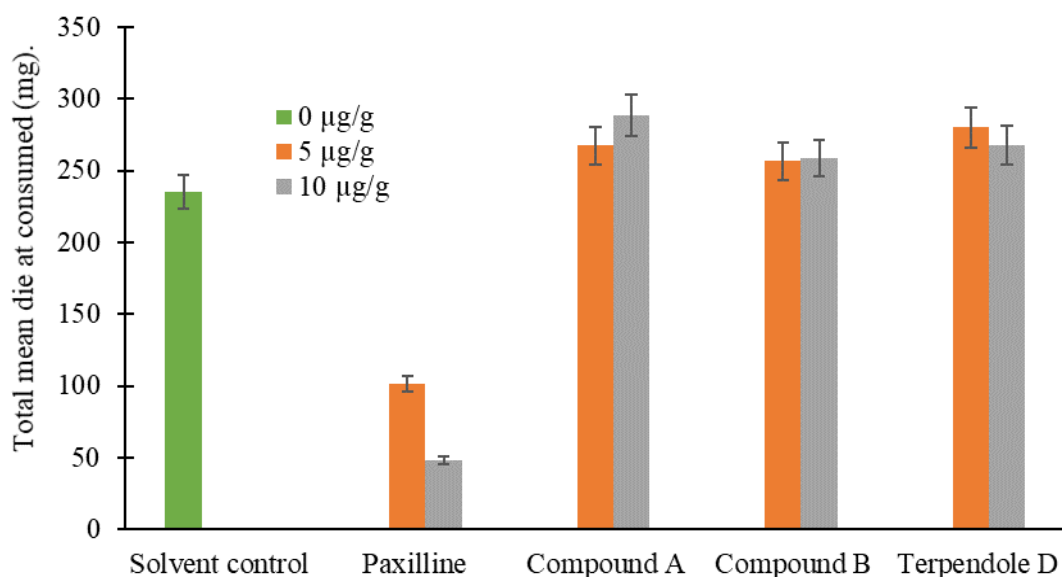 Total mean die at consumed (mg).
350
300
250
200
150
100
50
0
0 µg/g
5 µg/g
10 µg/g
Solvent control Paxilline Compound A Compound B Terpendole D